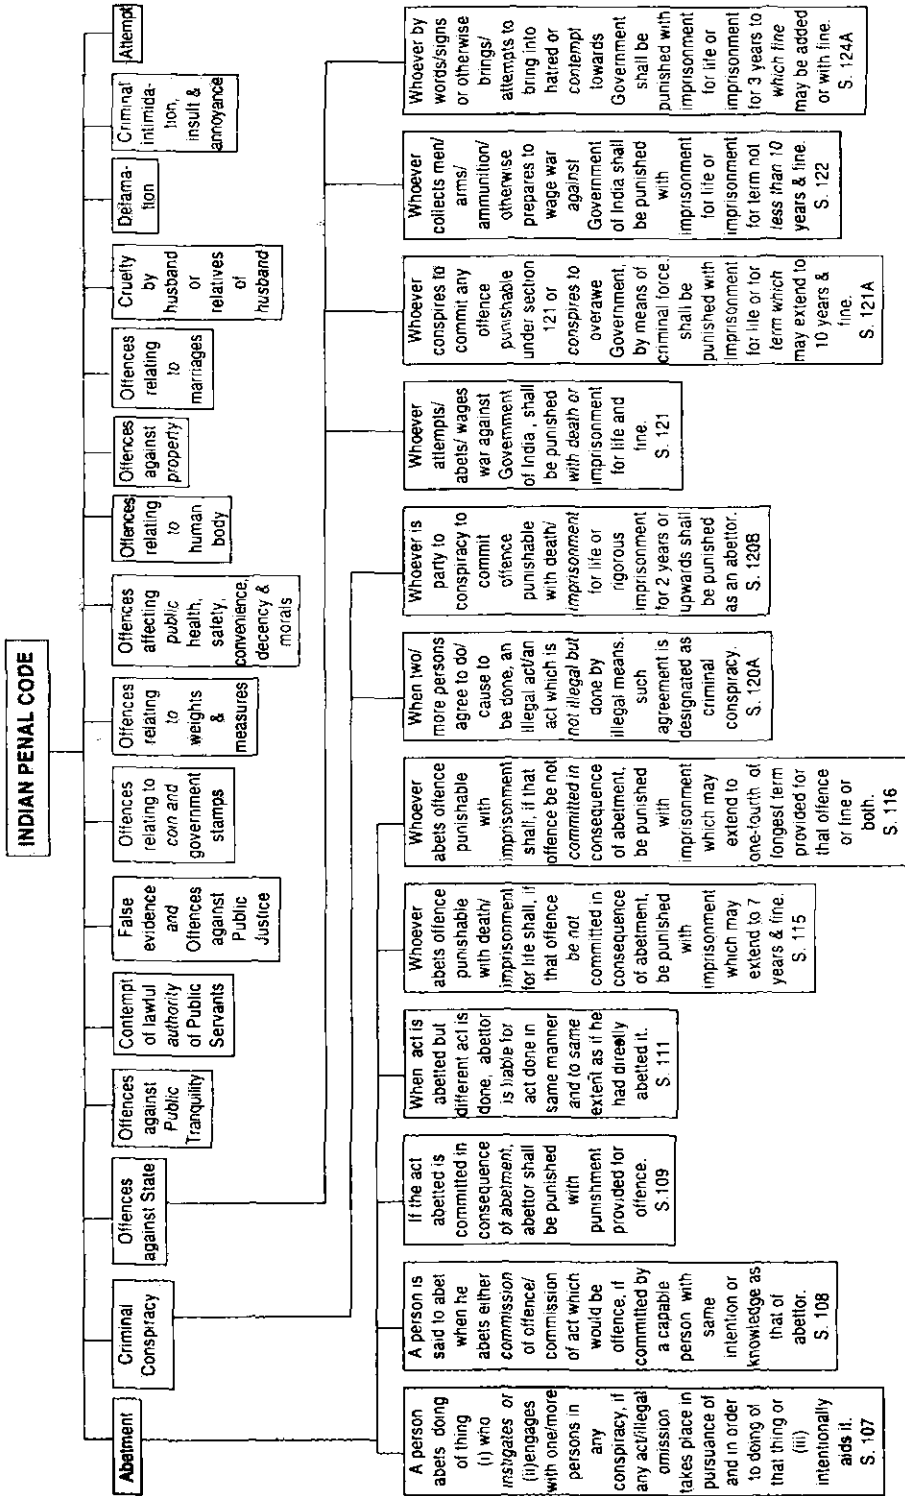 INDIAN PENAL CODE
Abetment
Criminal
Conspiracy
Offences
against State
Offences
against
Public
Tranquility
Contempt
of lawful
authority
of Public
Servants
False
evidence
and
Offences
against
Public
Justice
Offences
relating to
coin and
government
stamps
Offences
relating
to
weights
&
measures
Offences
affecting
public
health,
safety,
convenience,
decency &
morals
Offences
relating
to
human
body
Offences
against
property
Offences
relating
to
marriages
Cruelty
by
husband
or
relatives
of
husband
Defama-
tion
Criminal
intimida-
tion,
insult &
annoyance
Attempt
A person
abets doing
of thing
(i) who
instigates or
(ii) engages
with one/more
persons in
any
conspiracy, if
any act/illegal
omission
takes place in
pursuance of
and in order
to doing of
that thing or
(iii)
intentionally
aids it.
S. 107
A person is
said to abet
when he
abets either
commission
of offence/
commission
of act which
would be
offence, if
committed by
a capable
person with
same
intention or
knowledge as
that of
abettor.
S. 108
If the act
abetted is
committed in
consequence
of abetment,
abettor shall
be punished
with
punishment
provided for
offence.
S.109
When act is
abetted but
different act is
done, abettor
is liable for
act done in
same manner
and to same
extent as if he
had directly
abetted it.
S. 111
Whoever
abets offence
punishable
with death/
imprisonment
for life shall, if
that offence
be not
committed in
consequence
of abetment,
be punished
with
imprisonment
which may
extend to 7
years & fine.
S. 115
Whoever
abets offence
punishable
with
imprisonment
shall, if that
offence be not
committed in
consequence
of abetment,
be punished
with
imprisonment
which may
extend to
one-fourth of
longest term
provided for
that offence
or fine or
both.
S. 116
When two/
more persons
agree to do/
cause to
be done, an
illegal act/an
act which is
not illegal but
done by
illegal means,
such
agreement is
designated as
criminal
conspiracy.
S. 120A
Whoever is
party to
conspiracy to
commit
offence
punishable
with death/
imprisonment
for life or
rigorous
imprisonment
for 2 years or
upwards shall
be punished
as an abettor.
S. 120B
Whoever
attempts/
abets/ wages
war against
Government
of India , shall
be punished
with death or
imprisonment
for life and
fine.
S. 121
Whoever
conspires to
commit any
offence
punishable
under section
121 or
conspires to
overawe
Government,
by means of
criminal force.
shall be
punished with
Imprisonment
for life or for
term which
may extend to
10 years &
fine.
S. 121A
Whoever
collects men/
arms/
ammunition/
otherwise
prepares to
wage war
against
Government
of India shall
be punished
with
imprisonment
for life or
imprisonment
for term not
less than 10
years & fine.
S. 122
Whoever by
words/signs
or otherwise
brings/
attempts to
bring into
hatred or
contempt
towards
Government
shall be
punished with
imprisonment
for life or
imprisonment
for 3 years to
which fine
may be added
or with fine.
S. 124A